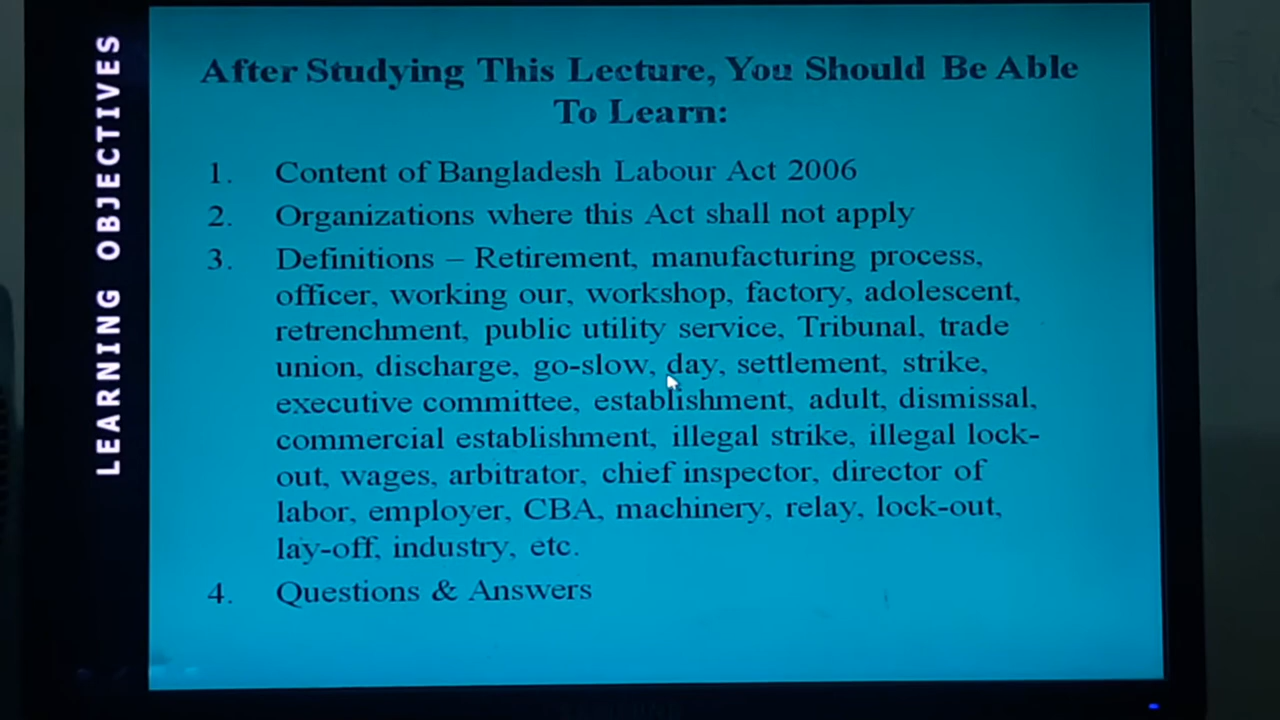 LEARNING OBJECTIVES
After Studying This Lecture, You Should Be Able
To Learn:
1. Content of Bangladesh Labour Act 2006
2. Organizations where this Act shall not apply
3. Definitions – Retirement, manufacturing process,
officer, working our, workshop, factory, adolescent,
retrenchment, public utility service, Tribunal, trade
union, discharge, go-slow, day, settlement, strike,
executive committee, establishment, adult, dismissal,
commercial establishment, illegal strike, illegal lock-
out, wages, arbitrator, chief inspector, director of
labor, employer, CBA, machinery, relay, lock-out,
lay-off, industry, etc.
4. Questions & Answers